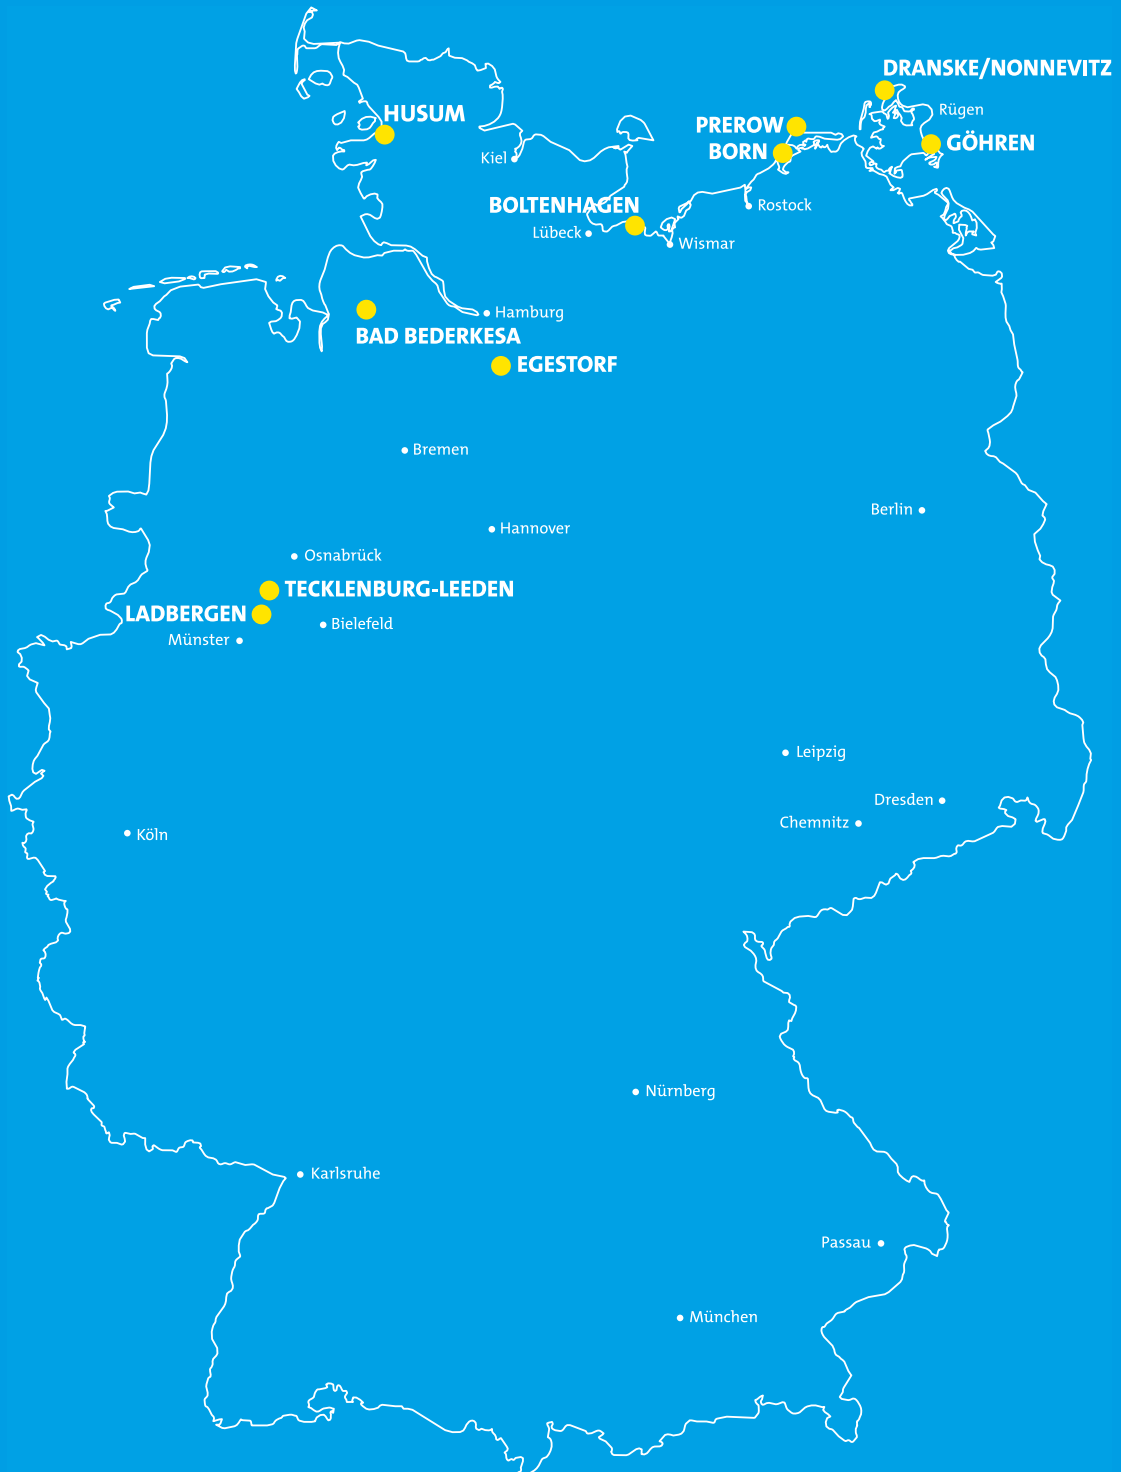 DRANSKE/NONNEVITZ
Rügen
HUSUM
PREROW
GÖHREN
BORN
Kiel
BOLTENHAGEN
Rostock
Lübeck
Wismar
Hamburg
BAD BEDERKESA
EGESTORF
Bremen
Berlin
Hannover
Osnabrück
TECKLENBURG-LEEDEN
LADBERGEN
Bielefeld
Münster
Leipzig
Dresden
Chemnitz
Köln
Nürnberg
Karlsruhe
Passau
München